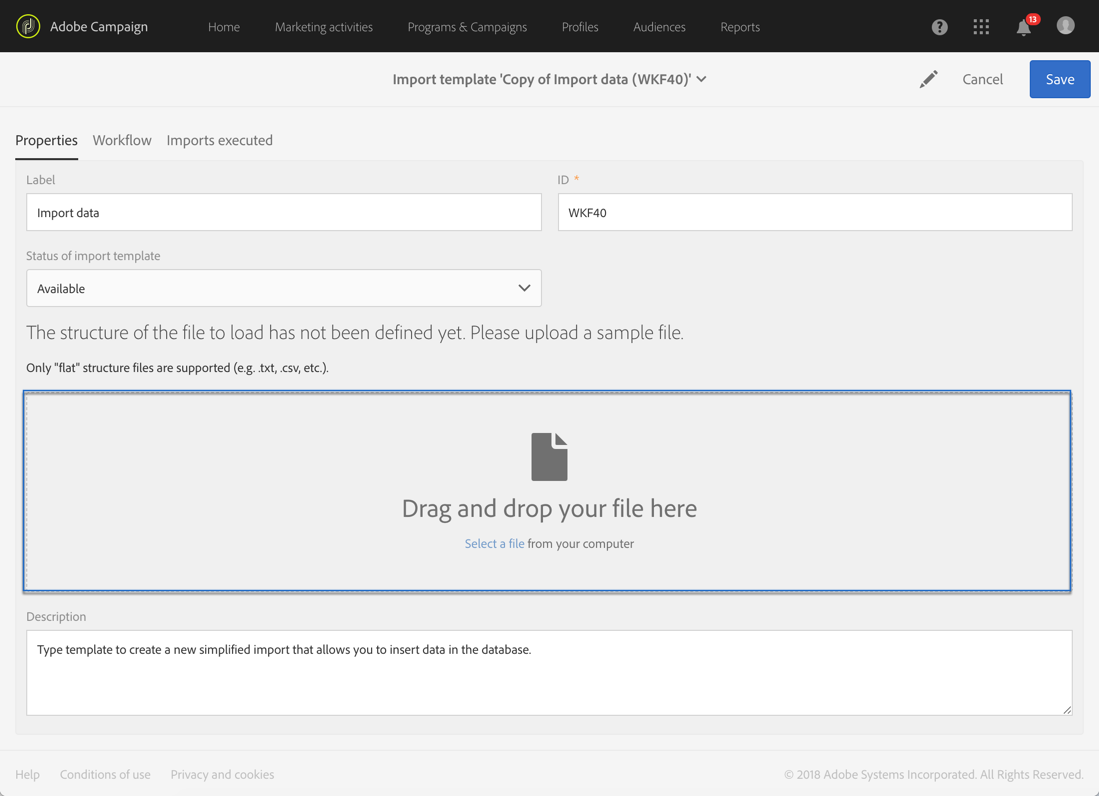 Adobe Campaign Home Marketing activities Programs & Campaigns Profiles Audiences Reports ? 13
Import template 'Copy of Import data (WKF40)' Cancel Save
Properties Workflow Imports executed
Label ID *
Import data WKF40
Status of import template
Available
The structure of the file to load has not been defined yet. Please upload a sample file.
Only "flat" structure files are supported (e.g. .txt, .csv, etc.).
Drag and drop your file here
Select a file from your computer
Description
Type template to create a new simplified import that allows you to insert data in the database.
Help Conditions of use Privacy and cookies © 2018 Adobe Systems Incorporated. All Rights Reserved.